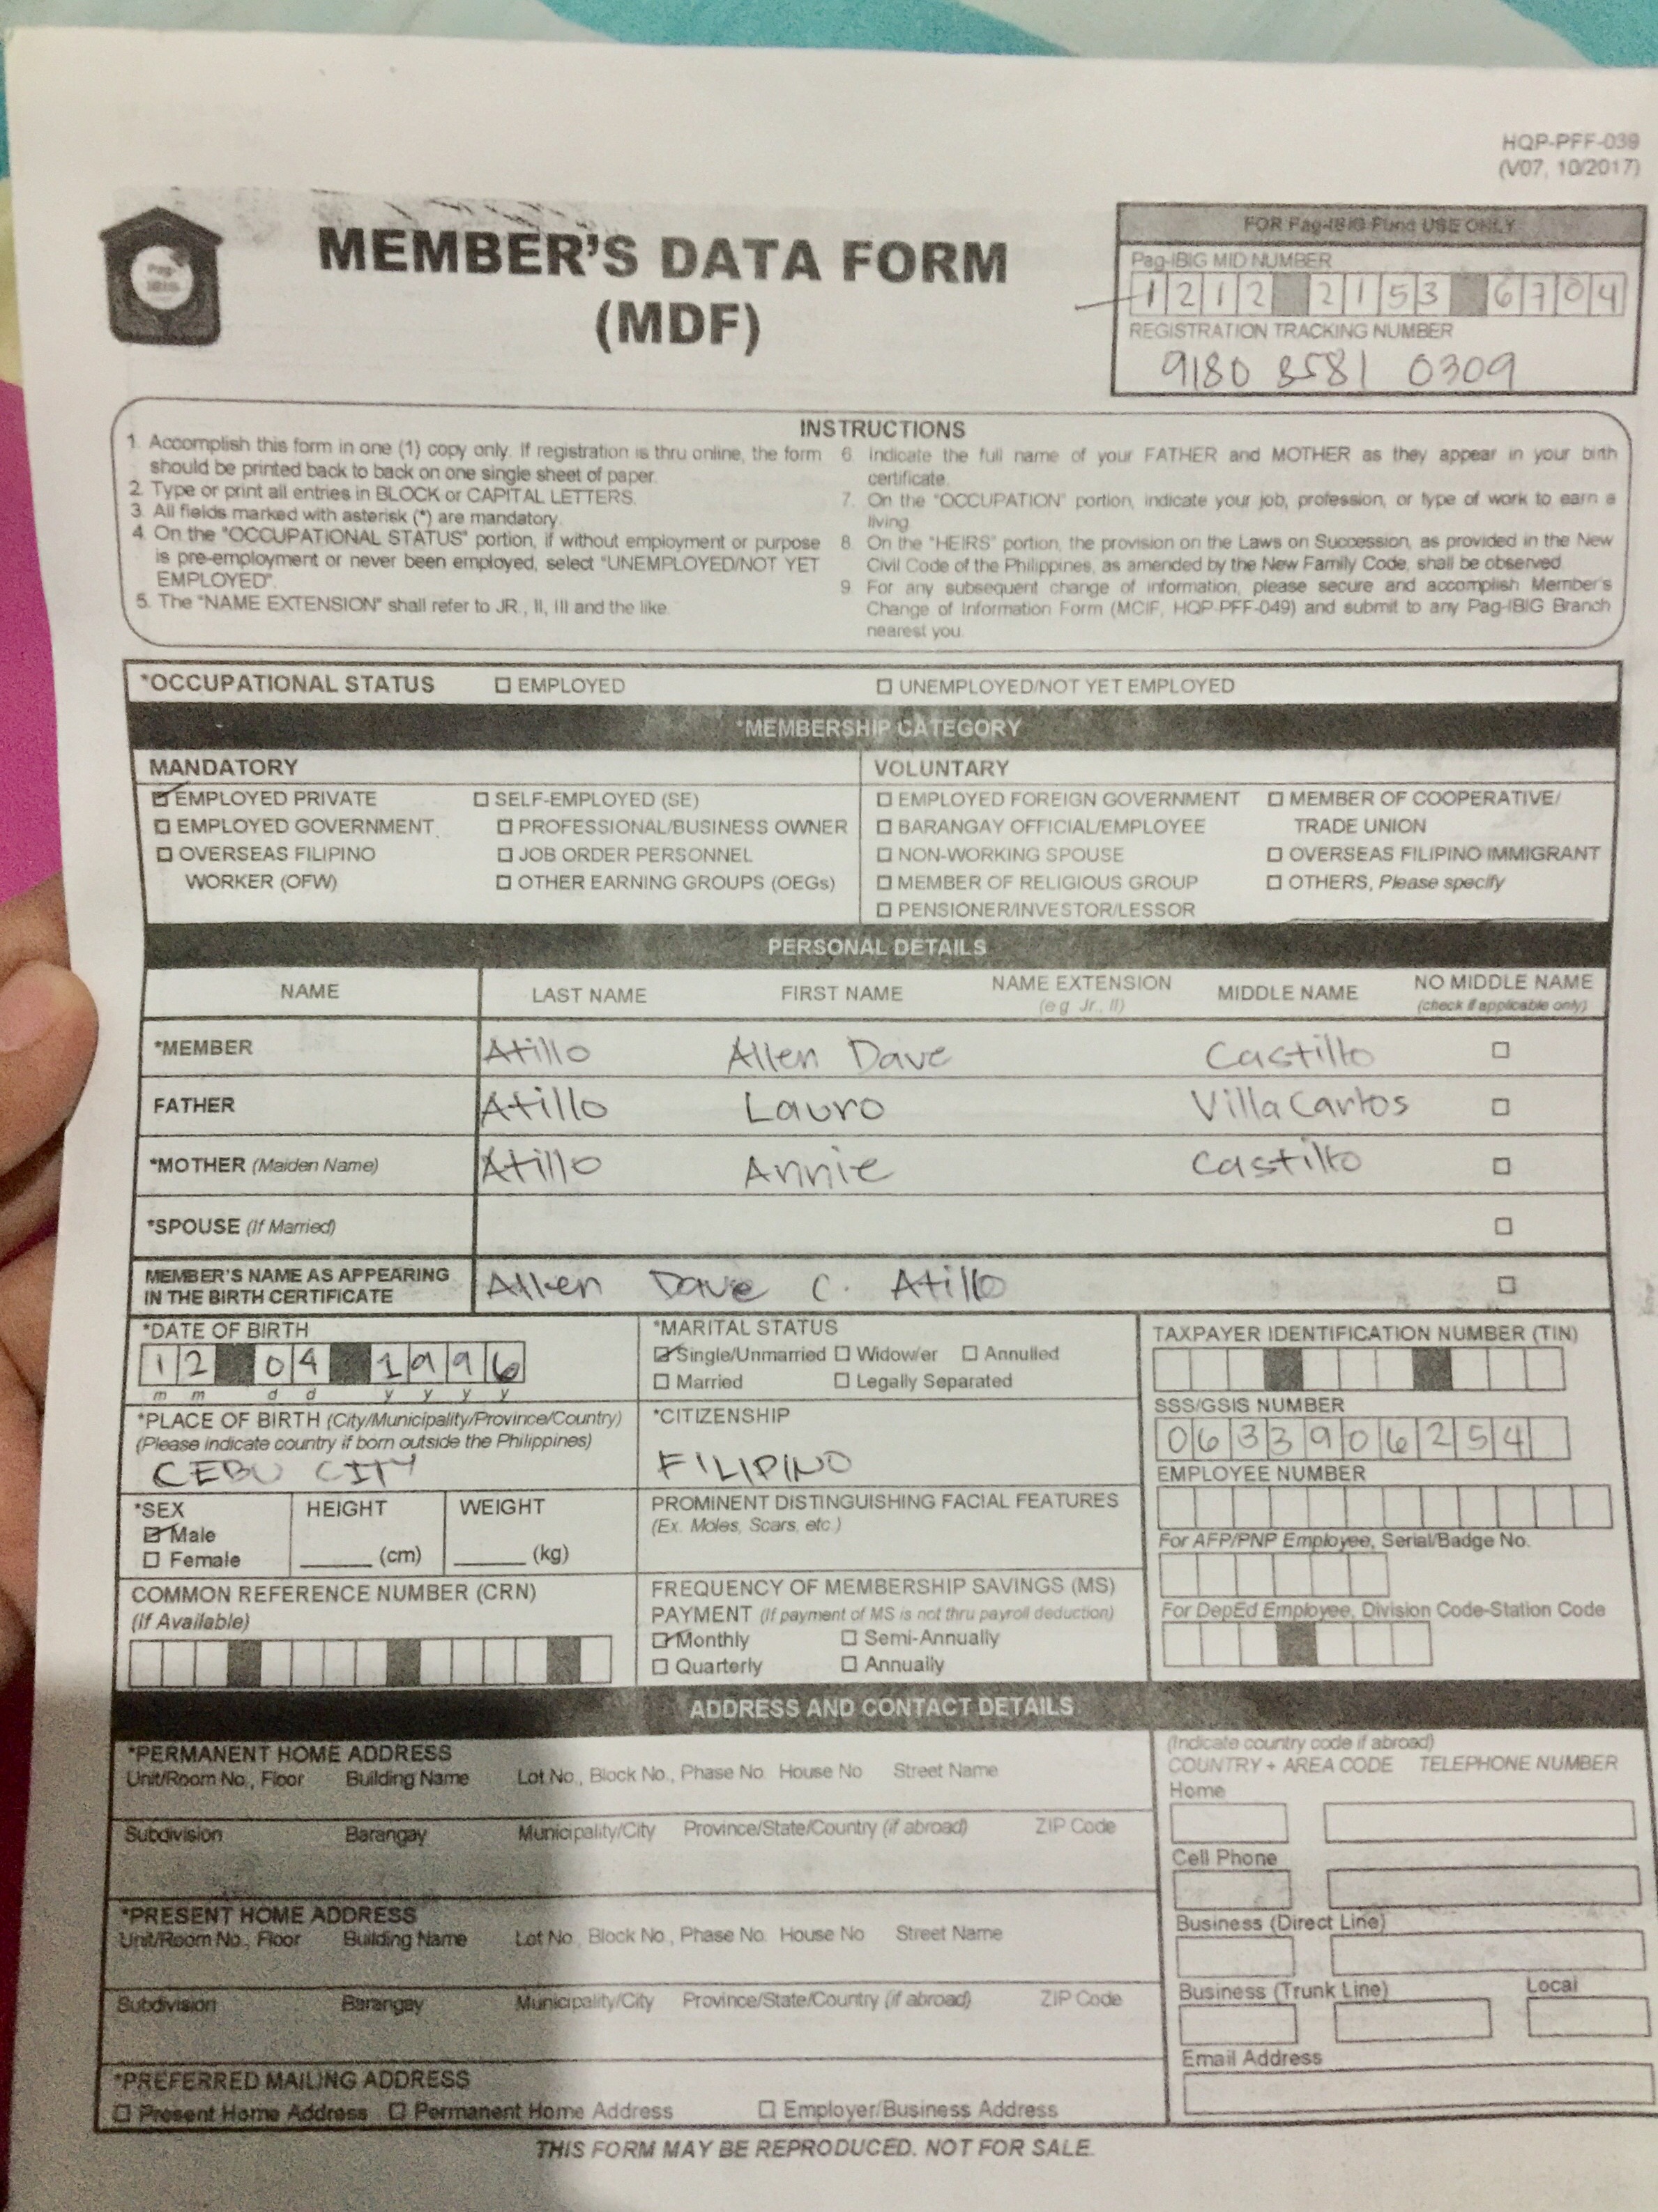 HQP-PFF-039
(V07, 10/2017)
Pag-IBIG
MEMBER'S DATA FORM
(MDF)
FOR Pag-IBIG Fund USE ONLY
Pag-IBIG MID NUMBER
1212 2153 6704
REGISTRATION TRACKING NUMBER
9180 8581 0309
INSTRUCTIONS
1. Accomplish this form in one (1) copy only. If registration is thru online, the form
should be printed back to back on one single sheet of paper.
2. Type or print all entries in BLOCK or CAPITAL LETTERS.
3. All fields marked with asterisk (*) are mandatory.
4. On the "OCCUPATIONAL STATUS" portion, if without employment or purpose
is pre-employment or never been employed, select "UNEMPLOYED/NOT YET
EMPLOYED".
5. The "NAME EXTENSION" shall refer to JR., II, III and the like.
6. Indicate the full name of your FATHER and MOTHER as they appear in your birth
certificate.
7. On the "OCCUPATION" portion, indicate your job, profession, or type of work to earn a
living
8. On the "HEIRS" portion, the provision on the Laws on Succession, as provided in the New
Civil Code of the Philippines, as amended by the New Family Code, shall be observed.
9. For any subsequent change of information, please secure and accomplish Member's
Change of Information Form (MCIF, HQP-PFF-049) and submit to any Pag-IBIG Branch
nearest you.
*OCCUPATIONAL STATUS EMPLOYED UNEMPLOYED/NOT YET EMPLOYED
*MEMBERSHIP CATEGORY
MANDATORY VOLUNTARY
EMPLOYED PRIVATE SELF-EMPLOYED (SE) EMPLOYED FOREIGN GOVERNMENT MEMBER OF COOPERATIVE/
EMPLOYED GOVERNMENT PROFESSIONAL/BUSINESS OWNER BARANGAY OFFICIAL/EMPLOYEE TRADE UNION
OVERSEAS FILIPINO JOB ORDER PERSONNEL NON-WORKING SPOUSE OVERSEAS FILIPINO IMMIGRANT
WORKER (OFW) OTHER EARNING GROUPS (OEGs) MEMBER OF RELIGIOUS GROUP OTHERS, Please specify
PENSIONER/INVESTOR/LESSOR
PERSONAL DETAILS
NAME LAST NAME FIRST NAME NAME EXTENSION (e.g. Jr., II) MIDDLE NAME NO MIDDLE NAME (check if applicable only)
*MEMBER Atillo Allen Dave Castillo
FATHER Atillo Lauro VillaCarlos
*MOTHER (Maiden Name) Atillo Annie Castillo
*SPOUSE (If Married)
MEMBER'S NAME AS APPEARING
IN THE BIRTH CERTIFICATE Allen Dave C. Atillo
*DATE OF BIRTH
12 04 1996
m m d d y y y y
*MARITAL STATUS
Single/Unmarried Widow/er Annulled
Married Legally Separated
TAXPAYER IDENTIFICATION NUMBER (TIN)
*PLACE OF BIRTH (City/Municipality/Province/Country)
(Please indicate country if born outside the Philippines)
CEBU CITY
*CITIZENSHIP
FILIPINO
SSS/GSIS NUMBER
0633906254
EMPLOYEE NUMBER
*SEX HEIGHT WEIGHT
Male
Female (cm) (kg)
PROMINENT DISTINGUISHING FACIAL FEATURES
(Ex. Moles, Scars, etc.)
For AFP/PNP Employee, Serial/Badge No.
COMMON REFERENCE NUMBER (CRN)
(If Available)
FREQUENCY OF MEMBERSHIP SAVINGS (MS)
PAYMENT (If payment of MS is not thru payroll deduction)
Monthly Semi-Annually
Quarterly Annually
For DepEd Employee, Division Code-Station Code
ADDRESS AND CONTACT DETAILS
*PERMANENT HOME ADDRESS
Unit/Room No., Floor Building Name Lot No., Block No., Phase No. House No Street Name
Subdivision Barangay Municipality/City Province/State/Country (if abroad) ZIP Code
*PRESENT HOME ADDRESS
Unit/Room No., Floor Building Name Lot No., Block No., Phase No. House No Street Name
Subdivision Barangay Municipality/City Province/State/Country (if abroad) ZIP Code
*PREFERRED MAILING ADDRESS
Present Home Address Permanent Home Address Employer/Business Address
(Indicate country code if abroad)
COUNTRY + AREA CODE TELEPHONE NUMBER
Home
Cell Phone
Business (Direct Line)
Business (Trunk Line) Local
Email Address
THIS FORM MAY BE REPRODUCED. NOT FOR SALE.